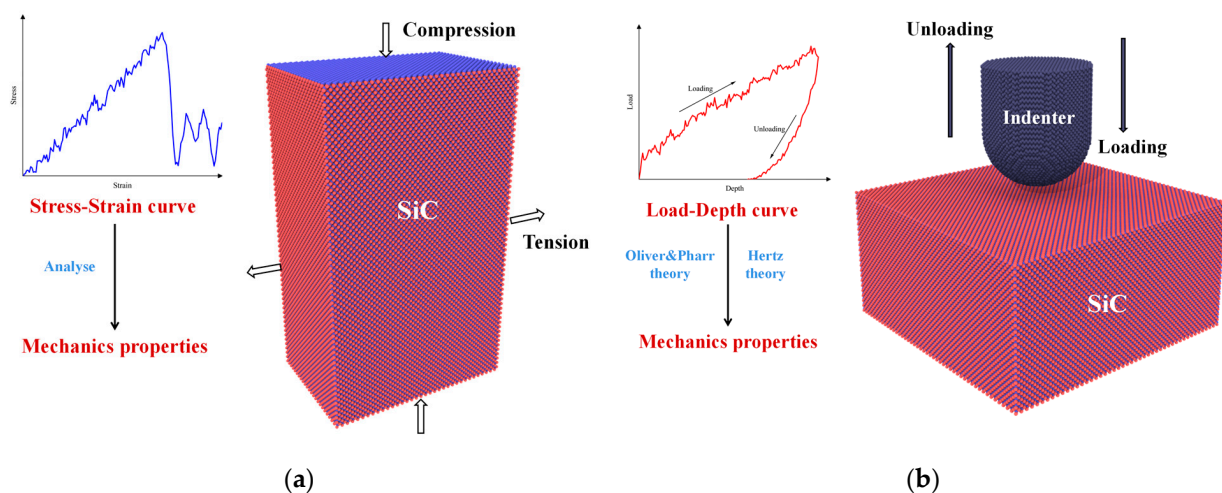 Stress
Strain
Stress-Strain curve
Analyse
Mechanics properties
Compression
SiC
Tension
(a)
Load
Loading
Unloading
Depth
Load-Depth curve
Oliver&Pharr
theory
Hertz
theory
Mechanics properties
Unloading
Indenter
Loading
SiC
(b)